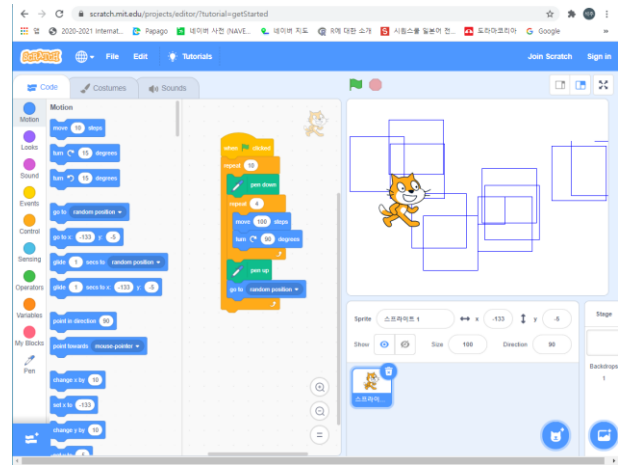 scratch.mit.edu/projects/editor/?tutorial=getStarted
앱
2020-2021 Internat...
Papago
네이버 사전 (NAVE...
네이버 지도
대한 소개
시원스쿨 일본어 전...
도라마코리아
Google
SCRATCH
File
Edit
Tutorials
Join Scratch
Sign in
Code
Costumes
Sounds
Motion
Looks
Sound
Events
Control
Sensing
Operators
Variables
My Blocks
Pen
Motion
move 10 steps
turn 15 degrees
turn 15 degrees
go to random position
go to x: -133 y: -5
glide 1 secs to random position
glide 1 secs to x: -133 y: -5
point in direction 90
point towards mouse-pointer
change x by 10
set x to -133
change y by 10
when clicked
repeat 10
pen down
repeat 4
move 100 steps
turn 90 degrees
pen up
go to random position
Sprite
스프라이트 1
x
-133
y
-5
Show
Size
100
Direction
90
스프라이...
Stage
Backdrops
1